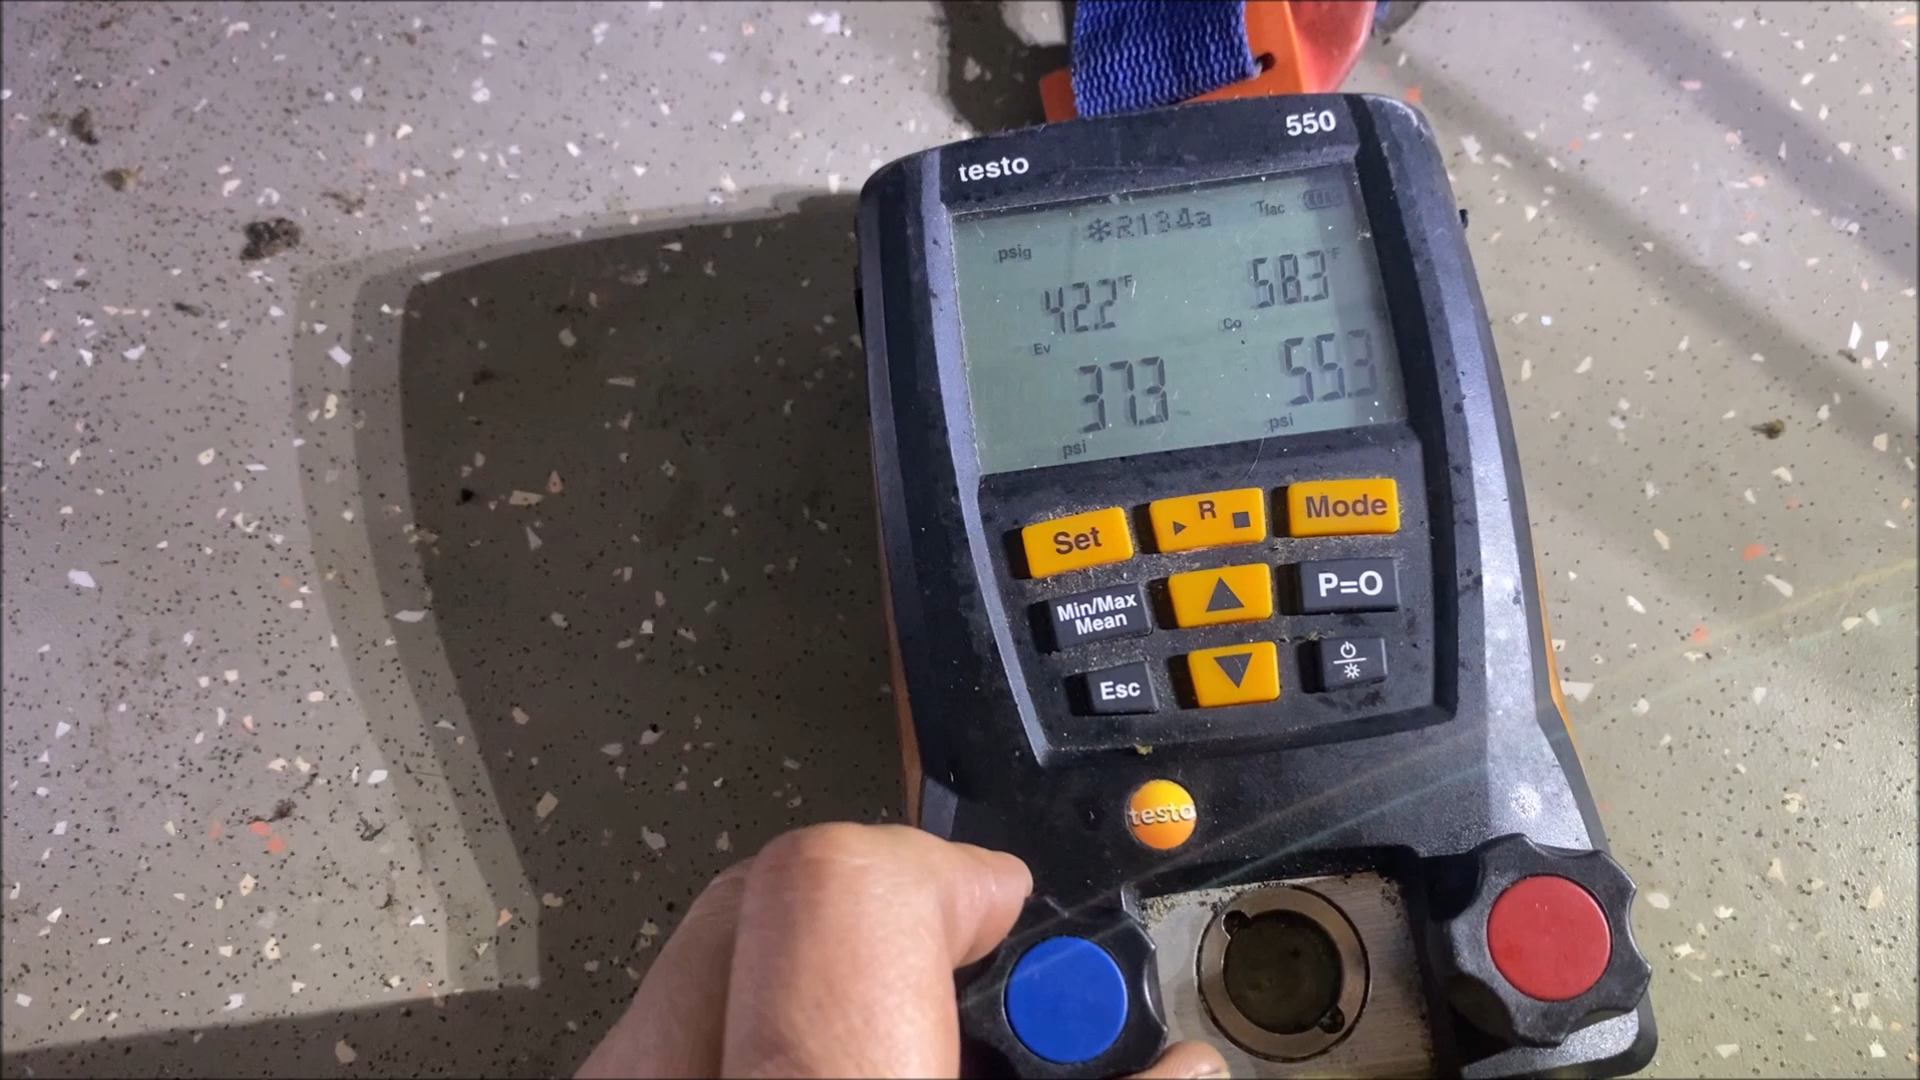 testo 550
❄R134a Tfac
psig
42.2 °F 58.3 °F
Ev Co
37.3 55.3
psi psi
Set ▶ R ■ Mode
Min/Max
Mean
▲ P=O
Esc ▼
testo